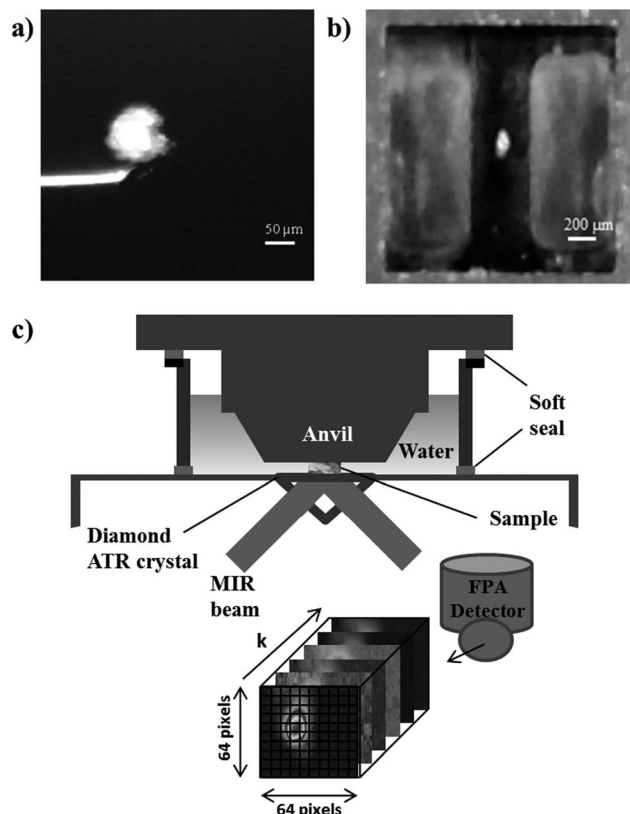 a)
50 µm
b)
200 µm
c)
Anvil
Water
Soft
seal
Diamond
ATR crystal
Sample
MIR
beam
FPA
Detector
k
64 pixels
64 pixels